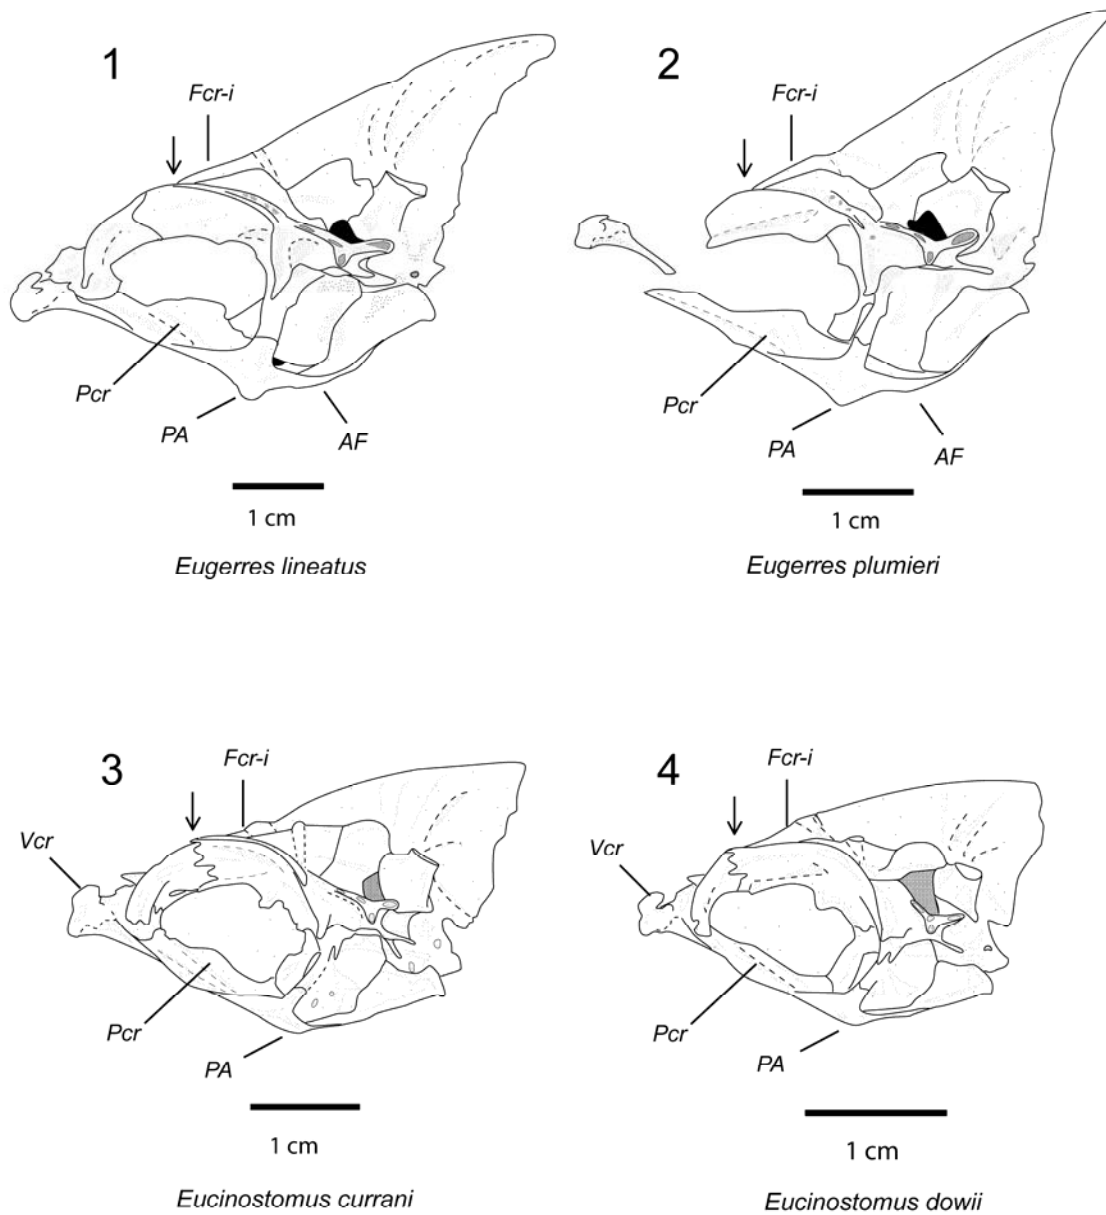 1
Fcr-i
Pcr
PA
AF
1 cm
Eugerres lineatus
2
Fcr-i
Pcr
PA
AF
1 cm
Eugerres plumieri
3
Fcr-i
Vcr
Pcr
PA
1 cm
Eucinostomus currani
4
Fcr-i
Vcr
Pcr
PA
1 cm
Eucinostomus dowii